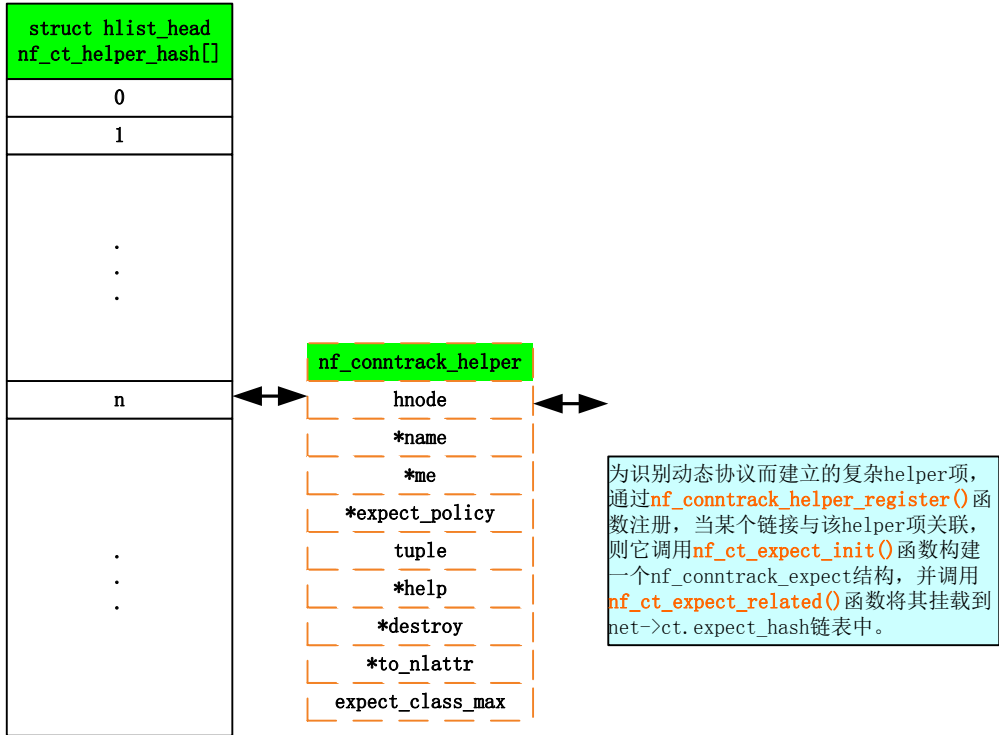 struct hlist_head
nf_ct_helper_hash[]
0
1
.
.
.
n
.
.
.
nf_conntrack_helper
hnode
*name
*me
*expect_policy
tuple
*help
*destroy
*to_nlattr
expect_class_max
为识别动态协议而建立的复杂helper项，
通过nf_conntrack_helper_register()函
数注册，当某个链接与该helper项关联，
则它调用nf_ct_expect_init()函数构建
一个nf_conntrack_expect结构，并调用
nf_ct_expect_related()函数将其挂载到
net->ct.expect_hash链表中。